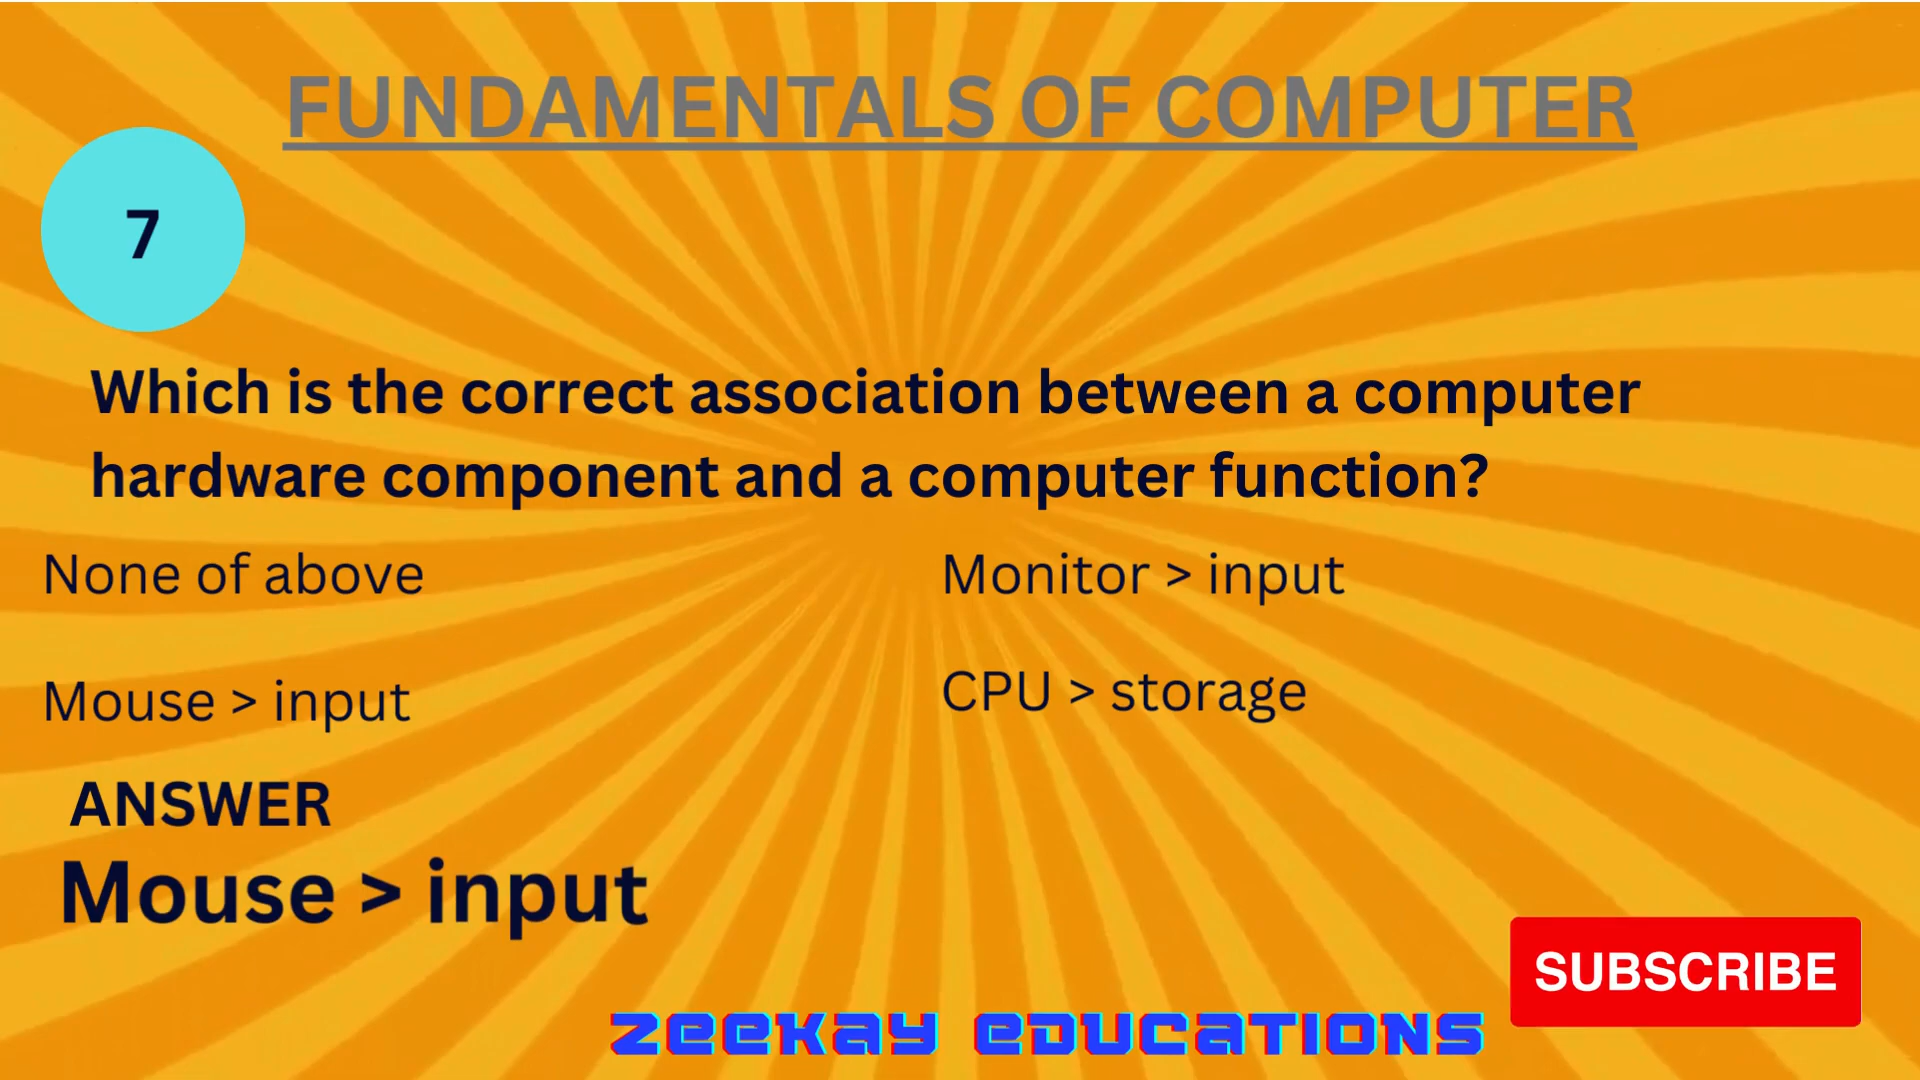 FUNDAMENTALS OF COMPUTER
7
Which is the correct association between a computer
hardware component and a computer function?
None of above
Monitor > input
Mouse > input
CPU > storage
ANSWER
Mouse > input
SUBSCRIBE
ZEEKAY EDUCATIONS